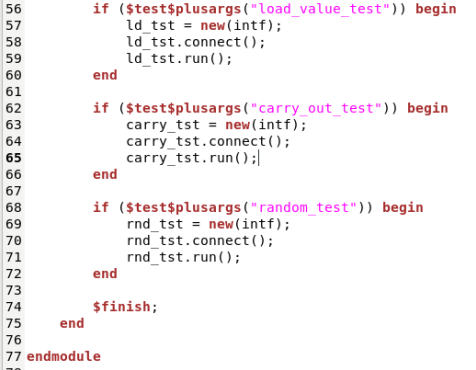 56 if ($test$plusargs("load_value_test")) begin
57 ld_tst = new(intf);
58 ld_tst.connect();
59 ld_tst.run();
60 end
61
62 if ($test$plusargs("carry_out_test")) begin
63 carry_tst = new(intf);
64 carry_tst.connect();
65 carry_tst.run();
66 end
67
68 if ($test$plusargs("random_test")) begin
69 rnd_tst = new(intf);
70 rnd_tst.connect();
71 rnd_tst.run();
72 end
73
74 $finish;
75 end
76
77 endmodule